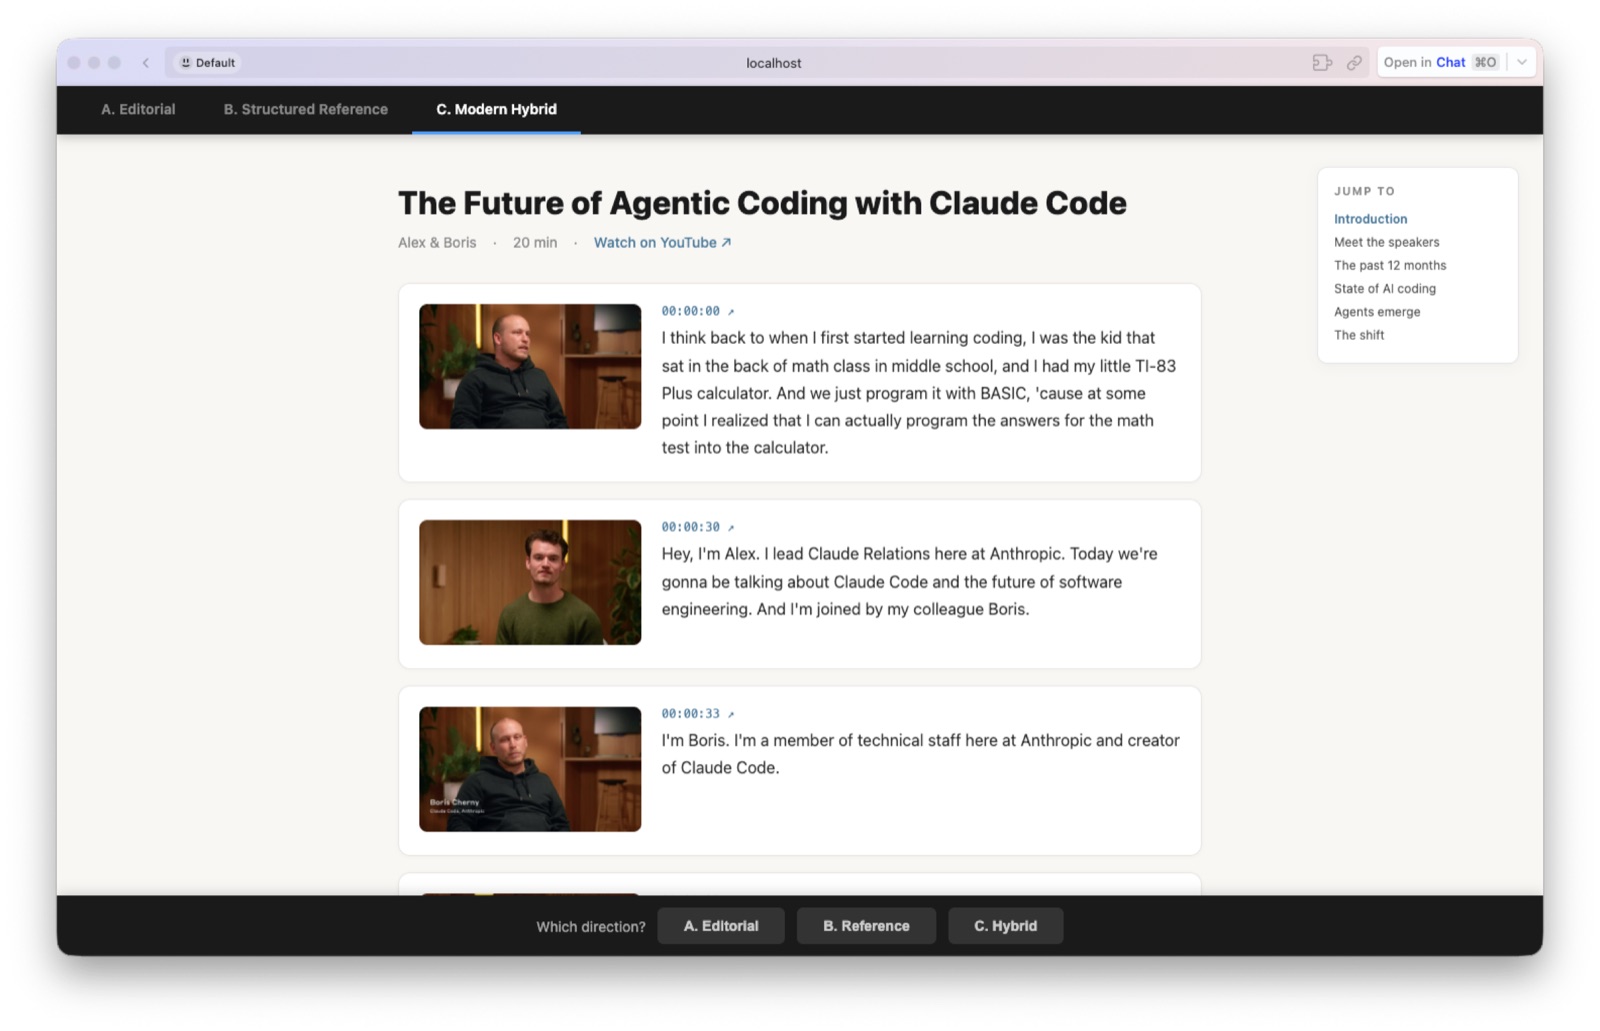 Default
localhost
Open in Chat ⌘O
A. Editorial
B. Structured Reference
C. Modern Hybrid
The Future of Agentic Coding with Claude Code
Alex & Boris · 20 min · Watch on YouTube ↗
JUMP TO
Introduction
Meet the speakers
The past 12 months
State of AI coding
Agents emerge
The shift
00:00:00 ↗
I think back to when I first started learning coding, I was the kid that
sat in the back of math class in middle school, and I had my little TI-83
Plus calculator. And we just program it with BASIC, 'cause at some
point I realized that I can actually program the answers for the math
test into the calculator.
00:00:30 ↗
Hey, I'm Alex. I lead Claude Relations here at Anthropic. Today we're
gonna be talking about Claude Code and the future of software
engineering. And I'm joined by my colleague Boris.
Boris Cherny
Claude Code, Anthropic
00:00:33 ↗
I'm Boris. I'm a member of technical staff here at Anthropic and creator
of Claude Code.
Which direction?
A. Editorial
B. Reference
C. Hybrid